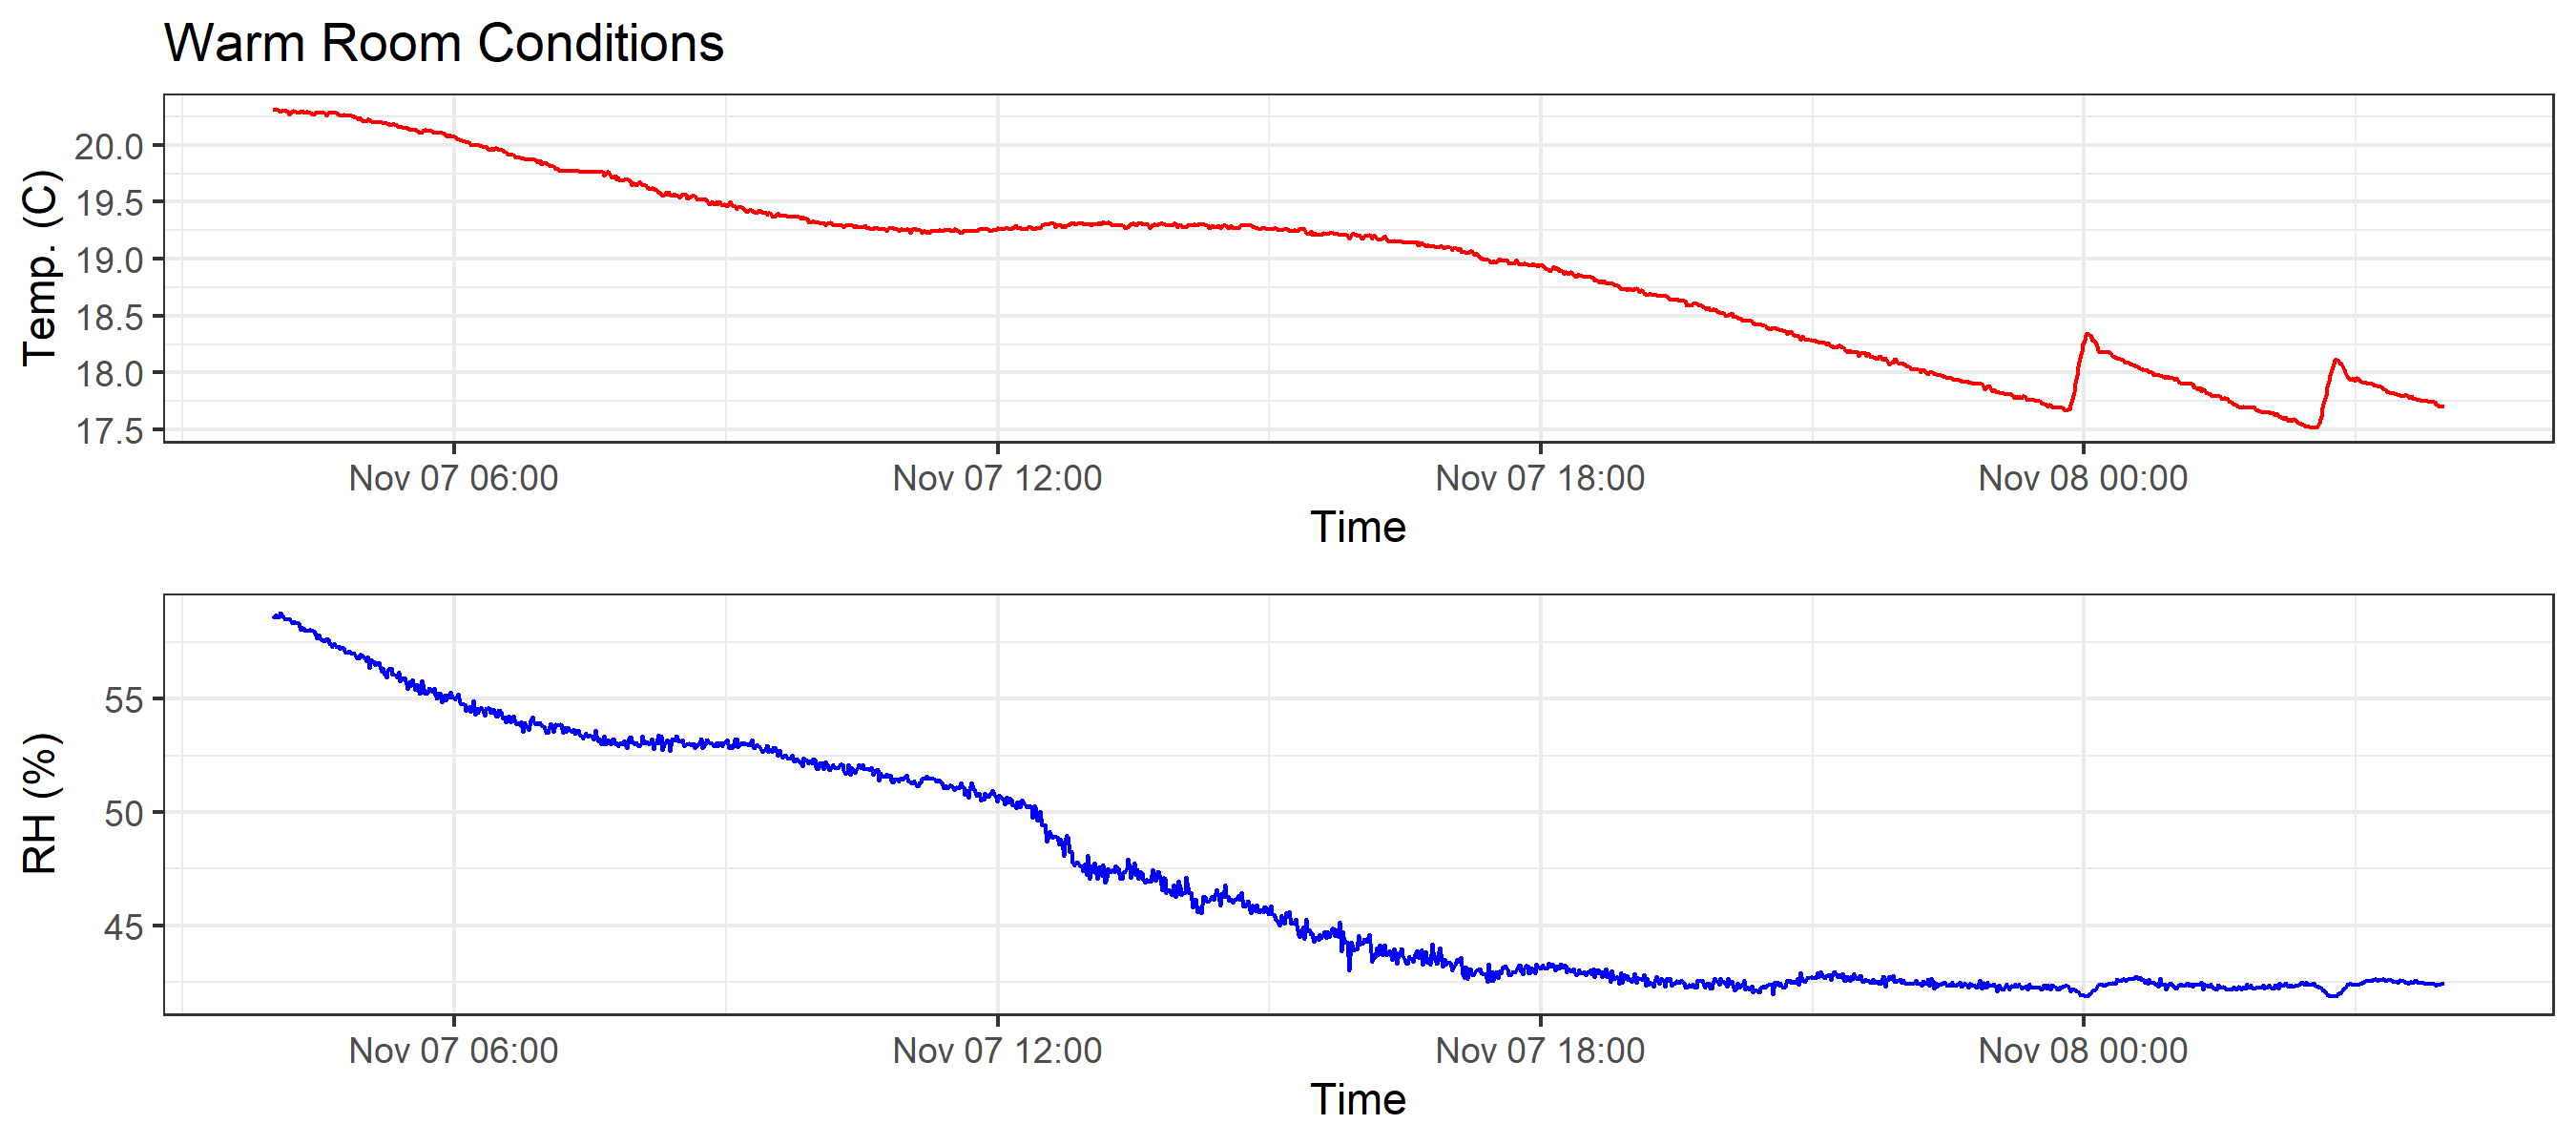 Warm Room Conditions
Temp. (C)
20.0
19.5
19.0
18.5
18.0
17.5
Nov 07 06:00 Nov 07 12:00 Nov 07 18:00 Nov 08 00:00
Time
RH (%)
55
50
45
Nov 07 06:00 Nov 07 12:00 Nov 07 18:00 Nov 08 00:00
Time